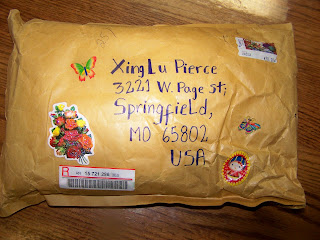 XingLu Pierce
3221 W. Page st;
Springfield,
MO 65802
USA
R